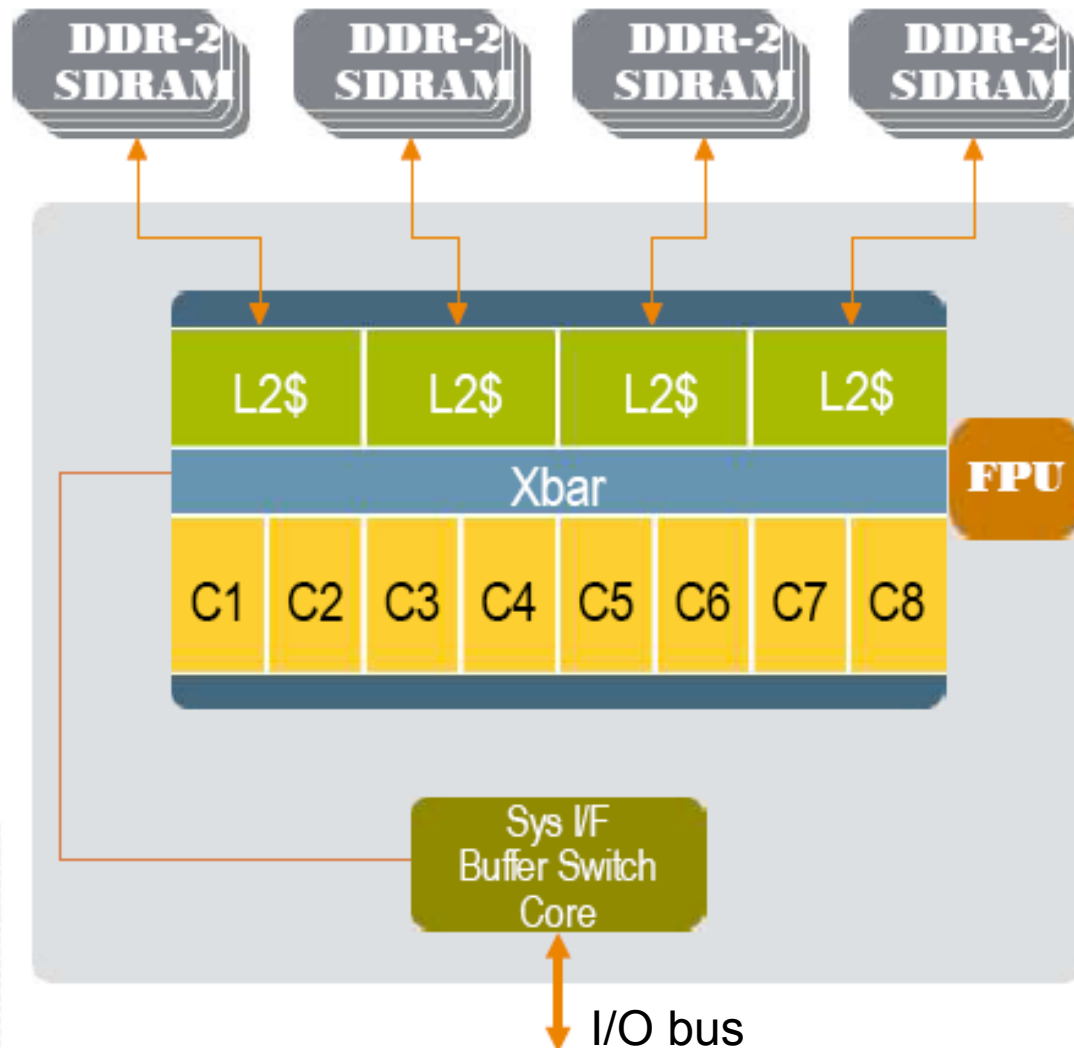 DDR-2
SDRAM
DDR-2
SDRAM
DDR-2
SDRAM
DDR-2
SDRAM
L2$
L2$
L2$
L2$
Xbar
FPU
C1
C2
C3
C4
C5
C6
C7
C8
Sys I/F
Buffer Switch
Core
I/O bus